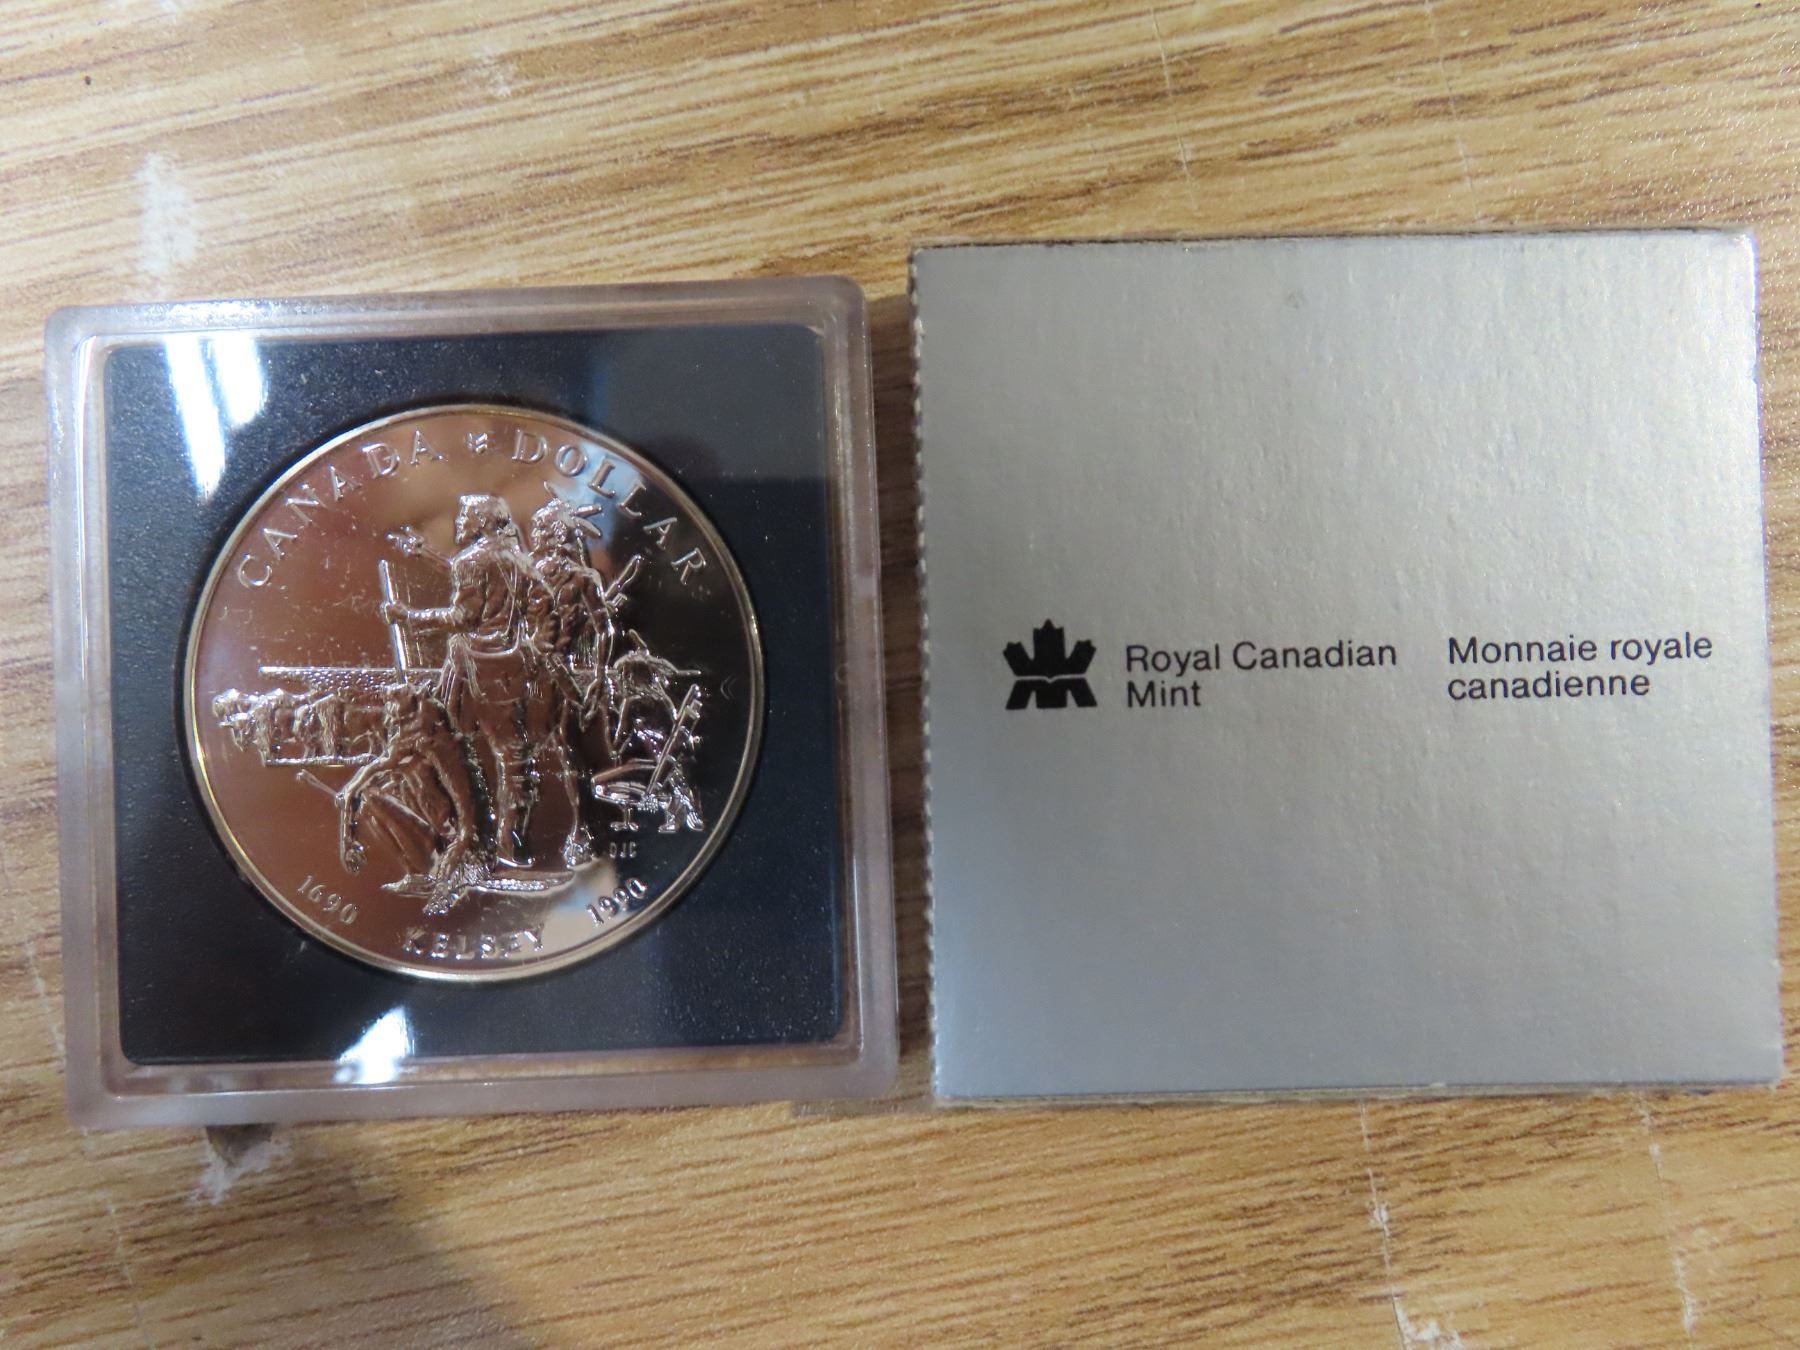 CANADA DOLLAR
DJC
1690 KELSEY 1990
Royal Canadian
Mint
Monnaie royale
canadienne